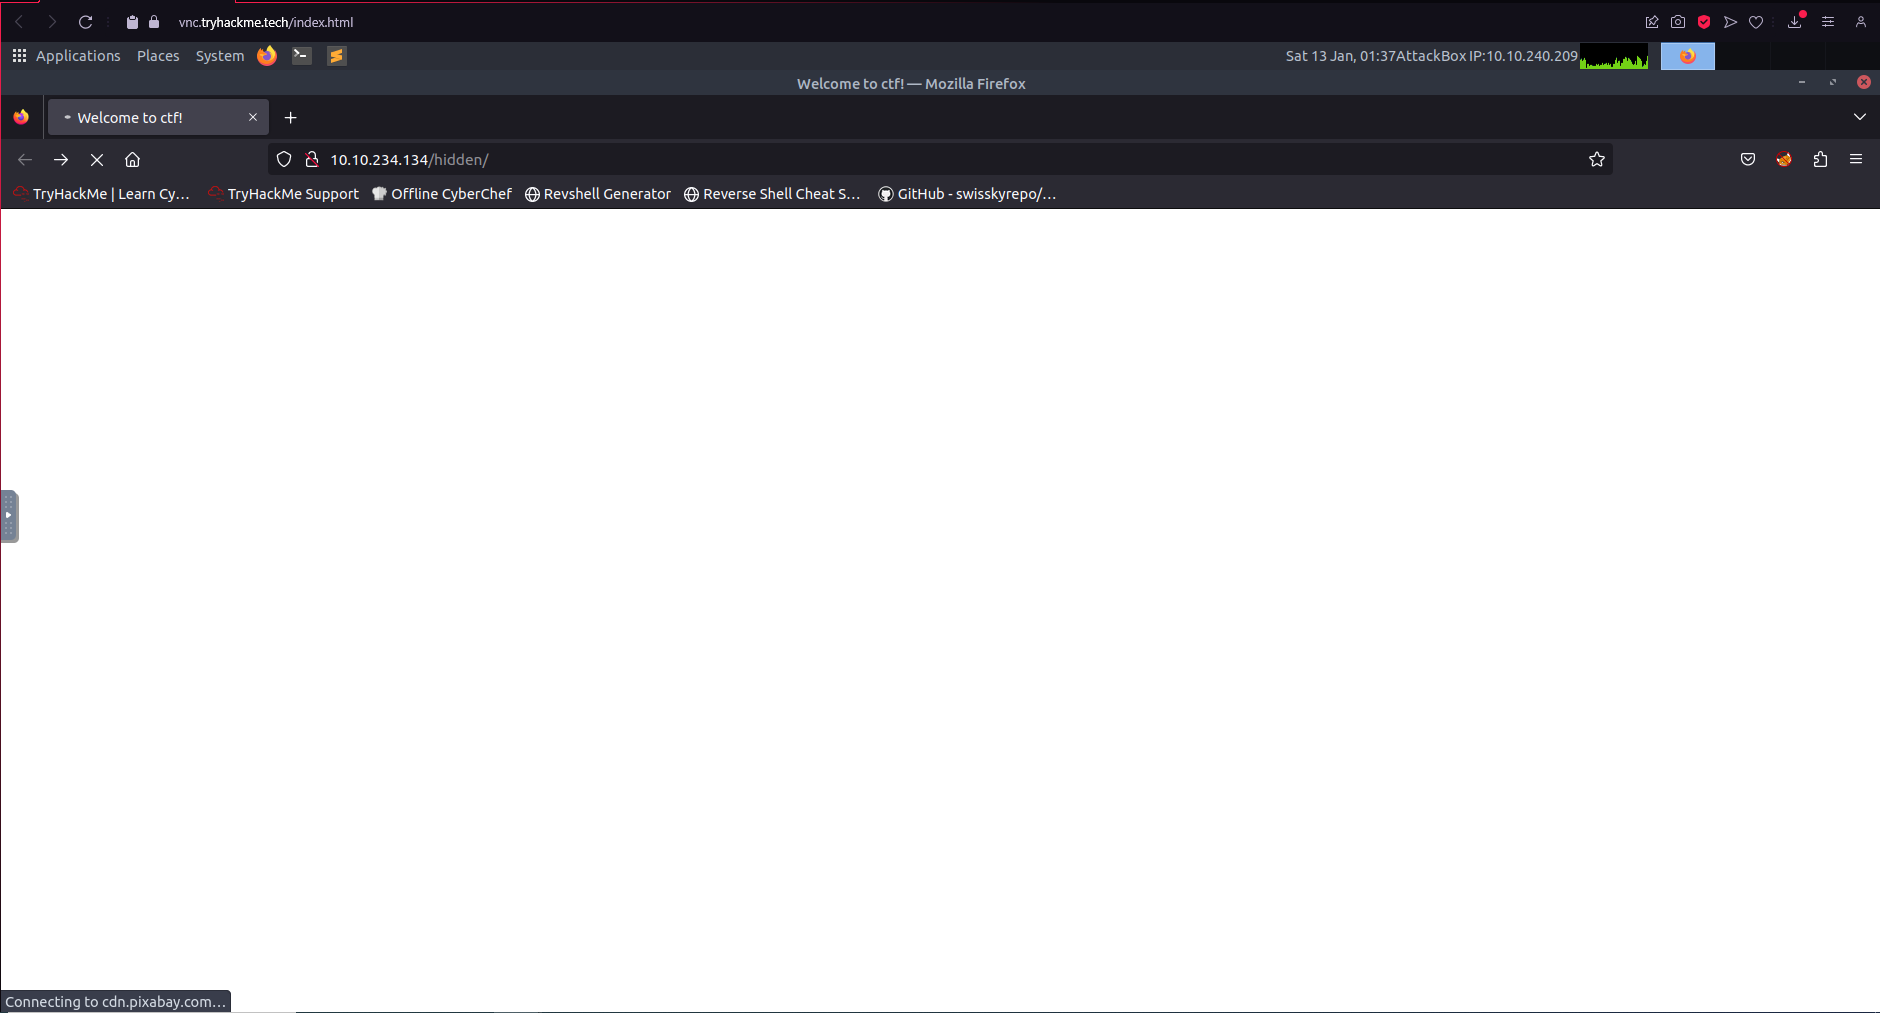 vnc.tryhackme.tech/index.html
Applications Places System Sat 13 Jan, 01:37AttackBox IP:10.10.240.209
Welcome to ctf! — Mozilla Firefox
Welcome to ctf!
10.10.234.134/hidden/
TryHackMe | Learn Cy... TryHackMe Support Offline CyberChef Revshell Generator Reverse Shell Cheat S... GitHub - swisskyrepo/...
Connecting to cdn.pixabay.com...